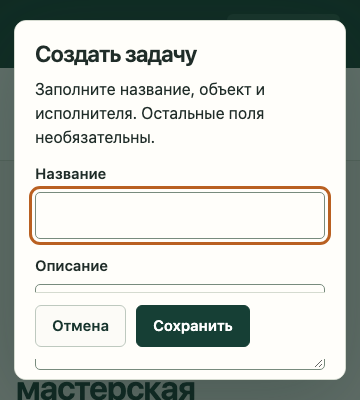 Создать задачу
Заполните название, объект и
исполнителя. Остальные поля
необязательны.
Название
Описание
Отмена
Сохранить
мастерская